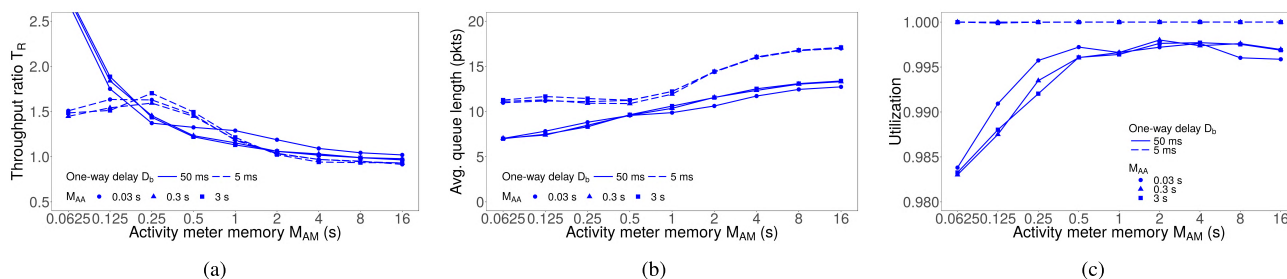 Throughput ratio T_R
2.5
2.0
1.5
1.0
0.5
One-way delay D_b — 50 ms -- 5 ms
M_AA ● 0.03 s ▲ 0.3 s ■ 3 s
0.0625 0.125 0.25 0.5 1 2 4 8 16
Activity meter memory M_AM (s)
(a)
Avg. queue length (pkts)
20
15
10
5
0
One-way delay D_b — 50 ms -- 5 ms
M_AA ● 0.03 s ▲ 0.3 s ■ 3 s
0.0625 0.125 0.25 0.5 1 2 4 8 16
Activity meter memory M_AM (s)
(b)
Utilization
1.000
0.995
0.990
0.985
0.980
One-way delay D_b
— 50 ms
-- 5 ms
M_AA
● 0.03 s
▲ 0.3 s
■ 3 s
0.0625 0.125 0.25 0.5 1 2 4 8 16
Activity meter memory M_AM (s)
(c)